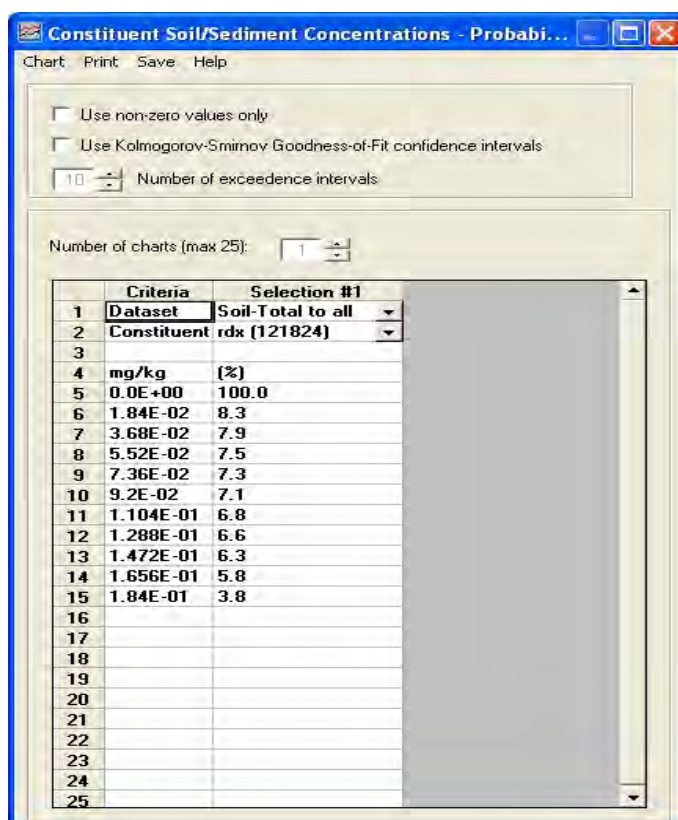 Constituent Soil/Sediment Concentrations - Probabi...
Chart Print Save Help
Use non-zero values only
Use Kolmogorov-Smirnov Goodness-of-Fit confidence intervals
10 Number of exceedence intervals
Number of charts (max 25): 1
Criteria Selection #1
1 Dataset Soil-Total to all
2 Constituent rdx (121824)
3
4 mg/kg (%)
5 0.0E+00 100.0
6 1.84E-02 8.3
7 3.68E-02 7.9
8 5.52E-02 7.5
9 7.36E-02 7.3
10 9.2E-02 7.1
11 1.104E-01 6.8
12 1.288E-01 6.6
13 1.472E-01 6.3
14 1.656E-01 5.8
15 1.84E-01 3.8
16
17
18
19
20
21
22
23
24
25